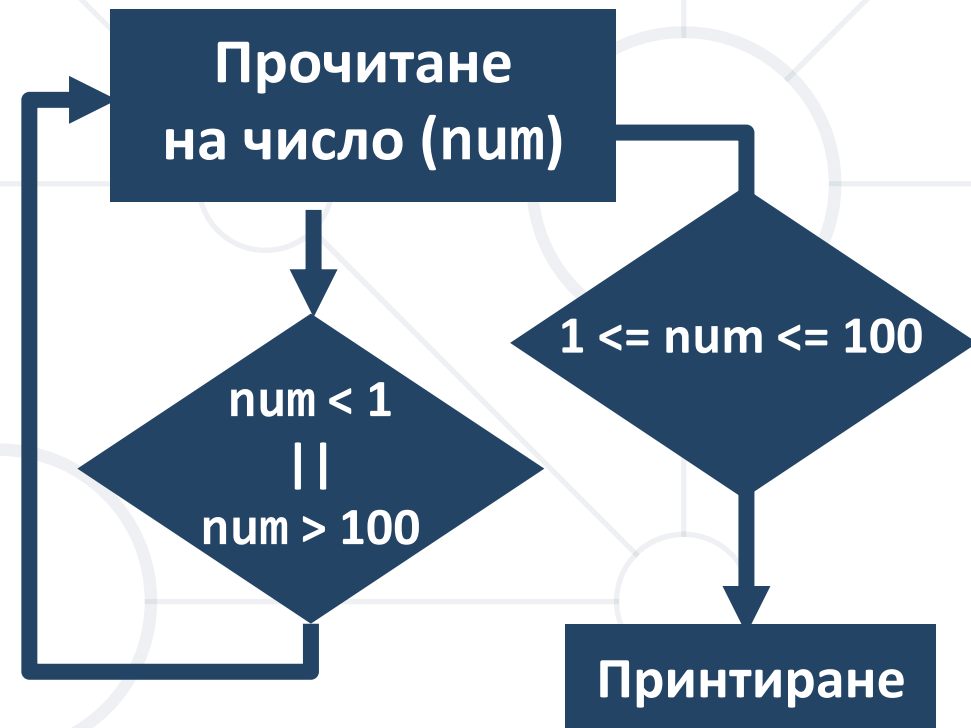 Прочитане
на число (num)
1 <= num <= 100
num < 1
||
num > 100
Принтиране